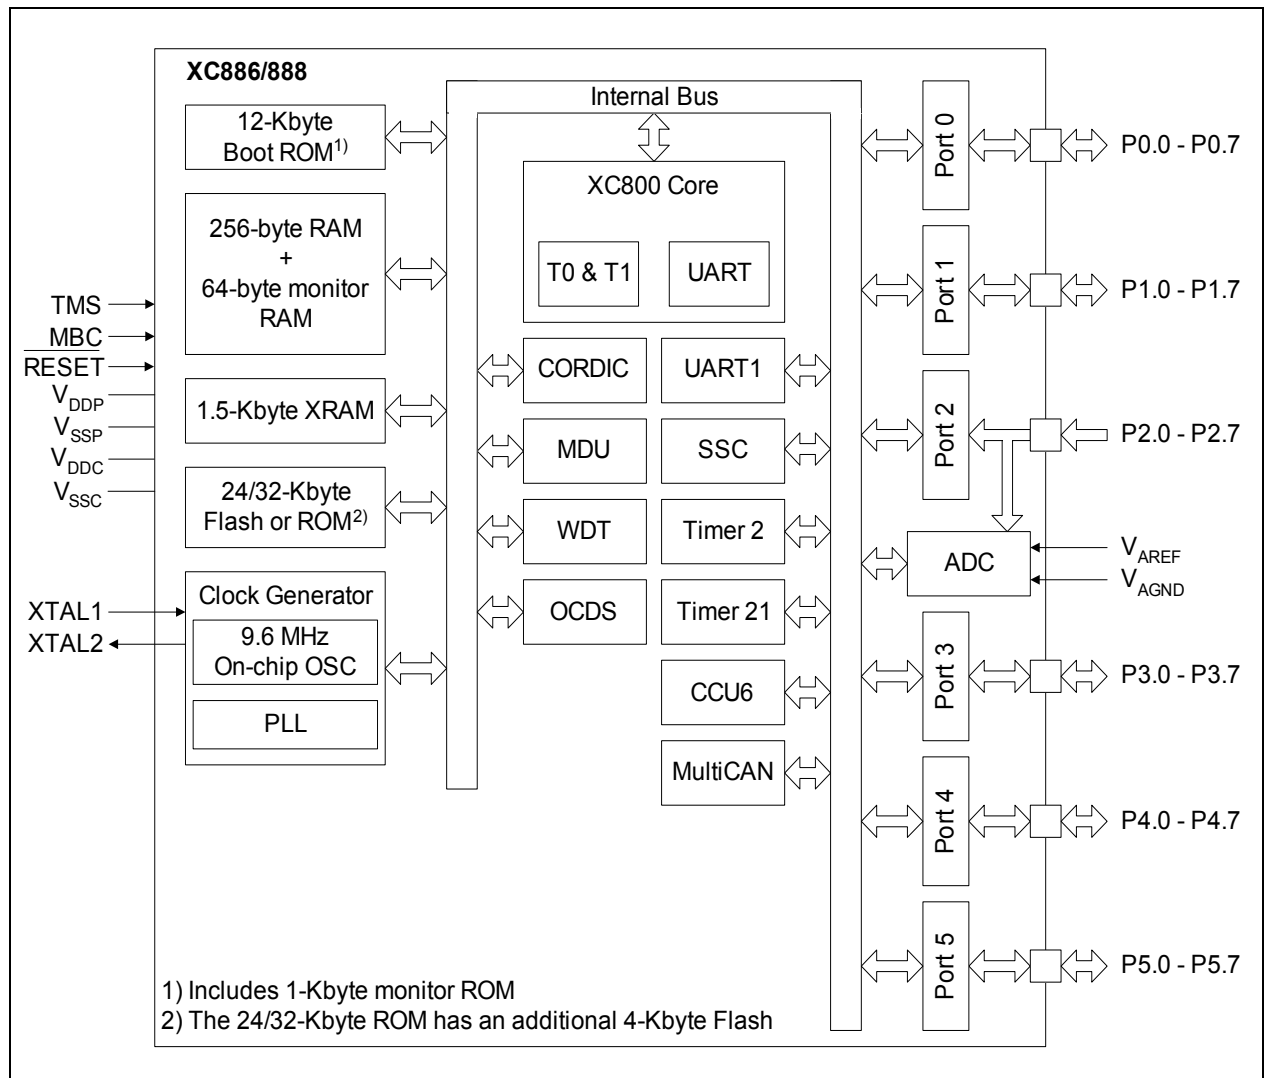 XC886/888
Internal Bus
12-Kbyte
Boot ROM1)
256-byte RAM
+
64-byte monitor
RAM
1.5-Kbyte XRAM
24/32-Kbyte
Flash or ROM2)
Clock Generator
9.6 MHz
On-chip OSC
PLL
TMS
MBC
RESET
VDDP
VSSP
VDDC
VSSC
XTAL1
XTAL2
XC800 Core
T0 & T1
UART
CORDIC
UART1
MDU
SSC
WDT
Timer 2
OCDS
Timer 21
CCU6
MultiCAN
Port 0
P0.0 - P0.7
Port 1
P1.0 - P1.7
Port 2
P2.0 - P2.7
ADC
VAREF
VAGND
Port 3
P3.0 - P3.7
Port 4
P4.0 - P4.7
Port 5
P5.0 - P5.7
1) Includes 1-Kbyte monitor ROM
2) The 24/32-Kbyte ROM has an additional 4-Kbyte Flash